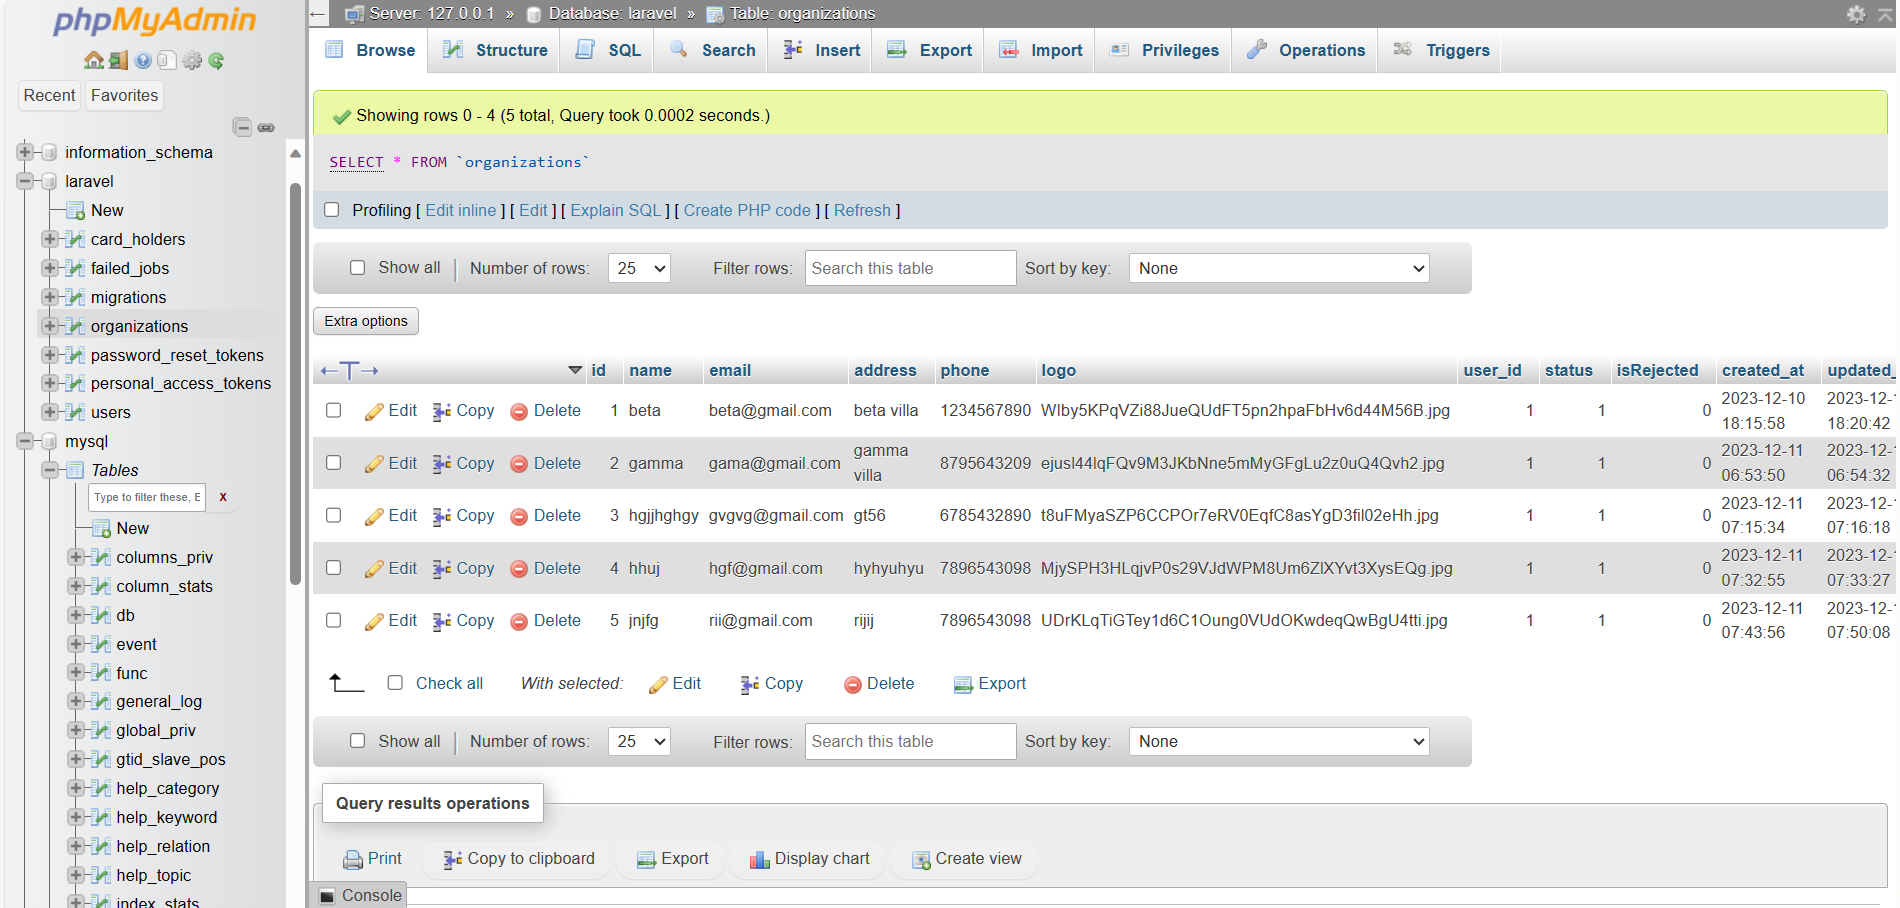 phpMyAdmin
Recent Favorites
information_schema
laravel
New
card_holders
failed_jobs
migrations
organizations
password_reset_tokens
personal_access_tokens
users
mysql
Tables
Type to filter these, E X
New
columns_priv
column_stats
db
event
func
general_log
global_priv
gtid_slave_pos
help_category
help_keyword
help_relation
help_topic
index_stats
Server: 127.0.0.1 » Database: laravel » Table: organizations
Browse Structure SQL Search Insert Export Import Privileges Operations Triggers
Showing rows 0 - 4 (5 total, Query took 0.0002 seconds.)
SELECT * FROM `organizations`
Profiling [ Edit inline ] [ Edit ] [ Explain SQL ] [ Create PHP code ] [ Refresh ]
Show all | Number of rows: 25 Filter rows: Search this table Sort by key: None
Extra options
←T→ id name email address phone logo user_id status isRejected created_at updated_
Edit Copy Delete 1 beta beta@gmail.com beta villa 1234567890 Wlby5KPqVZi88JueQUdFT5pn2hpaFbHv6d44M56B.jpg 1 1 0 2023-12-10 18:15:58 2023-12- 18:20:42
Edit Copy Delete 2 gamma gama@gmail.com gamma villa 8795643209 ejusl44lqFQv9M3JKbNne5mMyGFgLu2z0uQ4Qvh2.jpg 1 1 0 2023-12-11 06:53:50 2023-12- 06:54:32
Edit Copy Delete 3 hgjjhghgy gvgvg@gmail.com gt56 6785432890 t8uFMyaSZP6CCPOr7eRV0EqfC8asYgD3fil02eHh.jpg 1 1 0 2023-12-11 07:15:34 2023-12- 07:16:18
Edit Copy Delete 4 hhuj hgf@gmail.com hyhyuhyu 7896543098 MjySPH3HLqjvP0s29VJdWPM8Um6ZlXYvt3XysEQg.jpg 1 1 0 2023-12-11 07:32:55 2023-12- 07:33:27
Edit Copy Delete 5 jnjfg rii@gmail.com rijij 7896543098 UDrKLqTiGTey1d6C1Oung0VUdOKwdeqQwBgU4tti.jpg 1 1 0 2023-12-11 07:43:56 2023-12- 07:50:08
Check all With selected: Edit Copy Delete Export
Show all | Number of rows: 25 Filter rows: Search this table Sort by key: None
Query results operations
Print Copy to clipboard Export Display chart Create view
Console